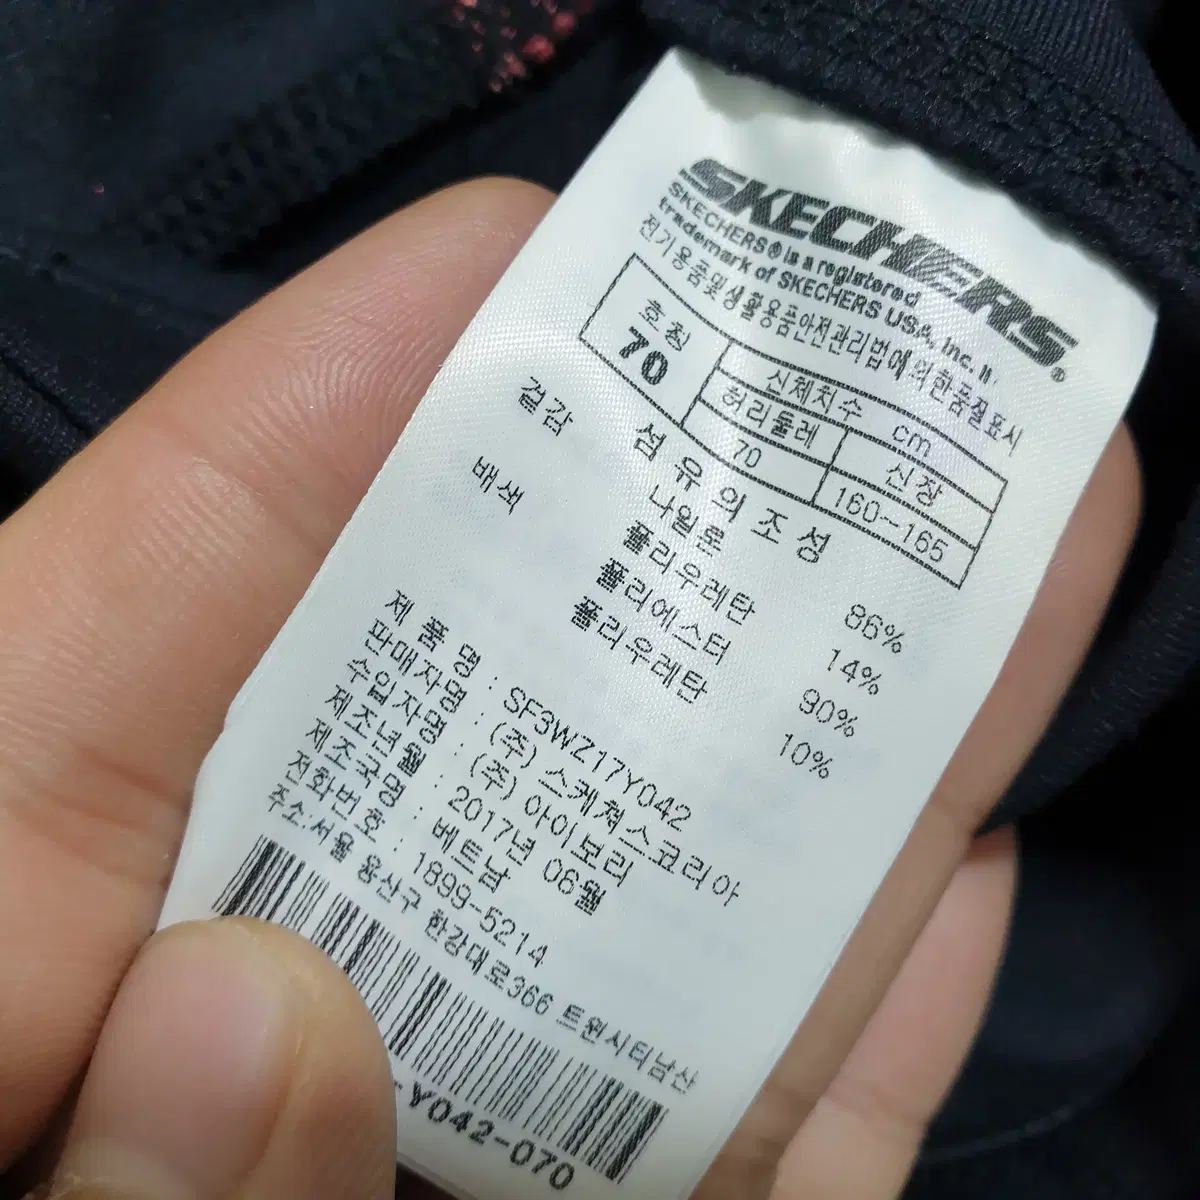 SKECHERS®
SKECHERS® is a registered
trademark of SKECHERS USA, Inc. II
전기용품및생활용품안전관리법에의한품질표시
호칭 신체치수 cm
70 허리둘레 신장
70 160-165
섬유의조성
겉감 나일론 86%
폴리우레탄 14%
배색 폴리에스터 90%
폴리우레탄 10%
제품명 : SF3WZ17Y042
판매자명 : (주) 스케쳐스코리아
수입자명 : (주) 아이보리
제조년월 : 2017년 06월
제조국명 : 베트남
전화번호 : 1899-5214
주소:서울 용산구 한강대로366 트윈시티남산
Y042-070